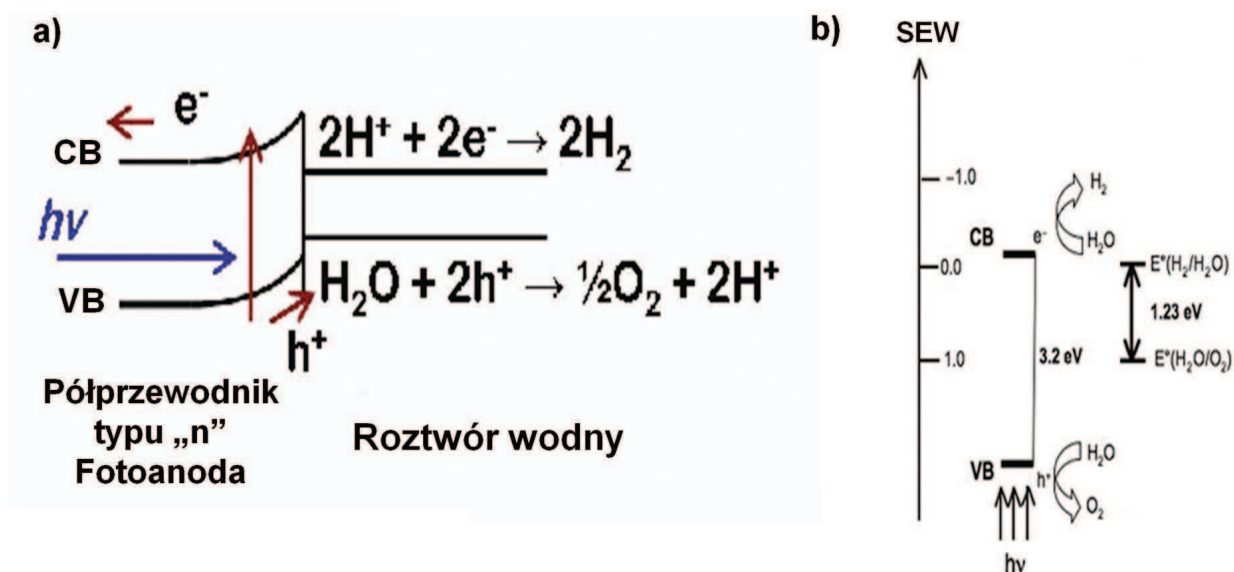 a)
e⁻
2H⁺ + 2e⁻ → 2H₂
CB
hν
VB
H₂O + 2h⁺ → ½O₂ + 2H⁺
h⁺
Półprzewodnik
typu „n”
Fotoanoda
Roztwór wodny
b)
SEW
−1.0
0.0
1.0
CB
e⁻
H₂
H₂O
E°(H₂/H₂O)
1.23 eV
E°(H₂O/O₂)
3.2 eV
VB
h⁺
H₂O
O₂
hν